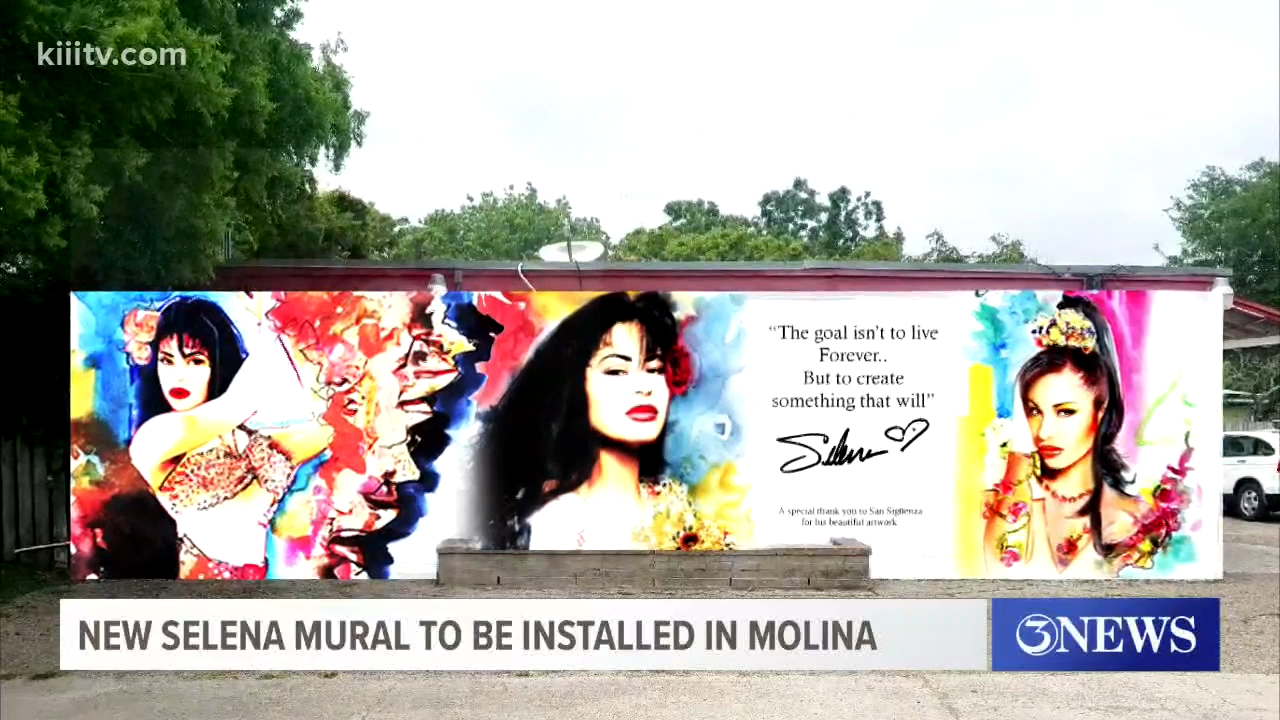 kiiitv.com
“The goal isn’t to live
Forever..
But to create
something that will”
Selena
A special thank you to San Sigüenza
for his beautiful artwork
NEW SELENA MURAL TO BE INSTALLED IN MOLINA
3NEWS